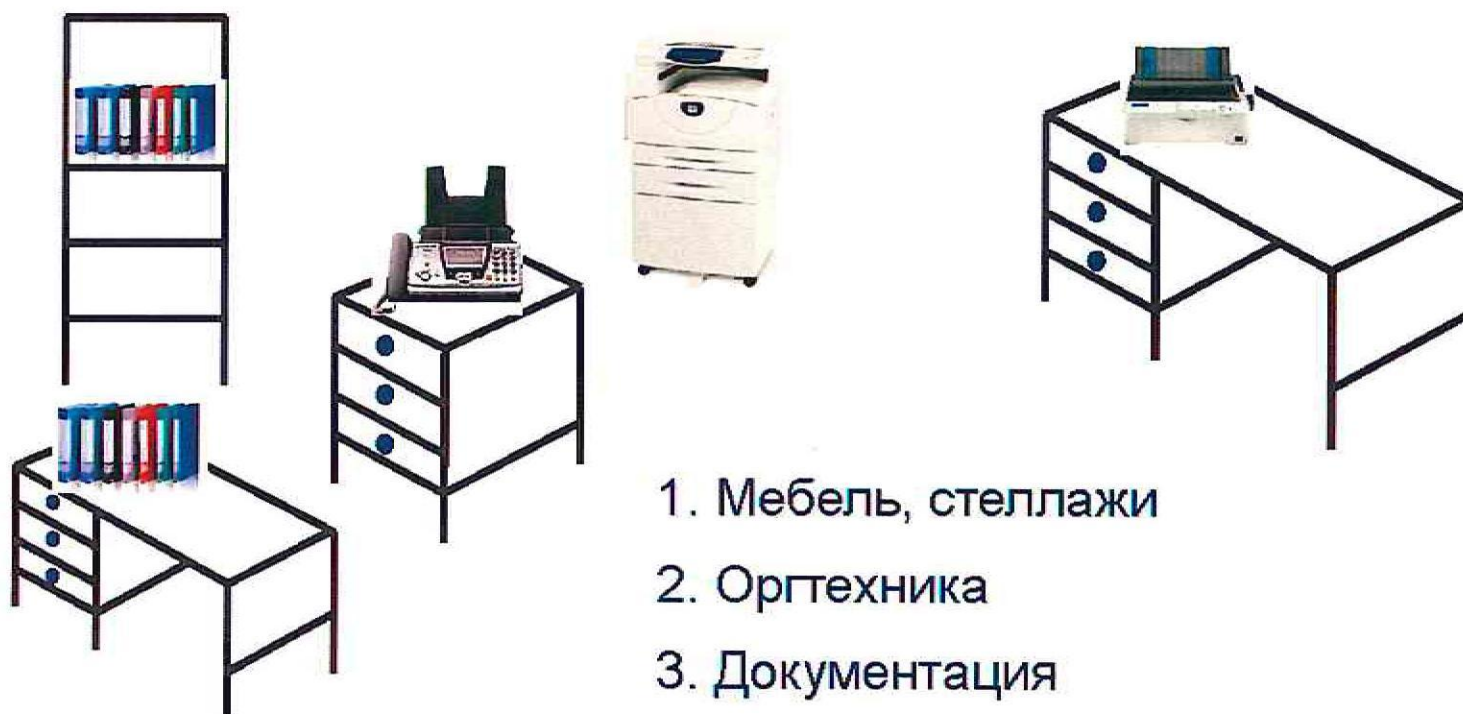 1. Мебель, стеллажи
2. Оргтехника
3. Документация